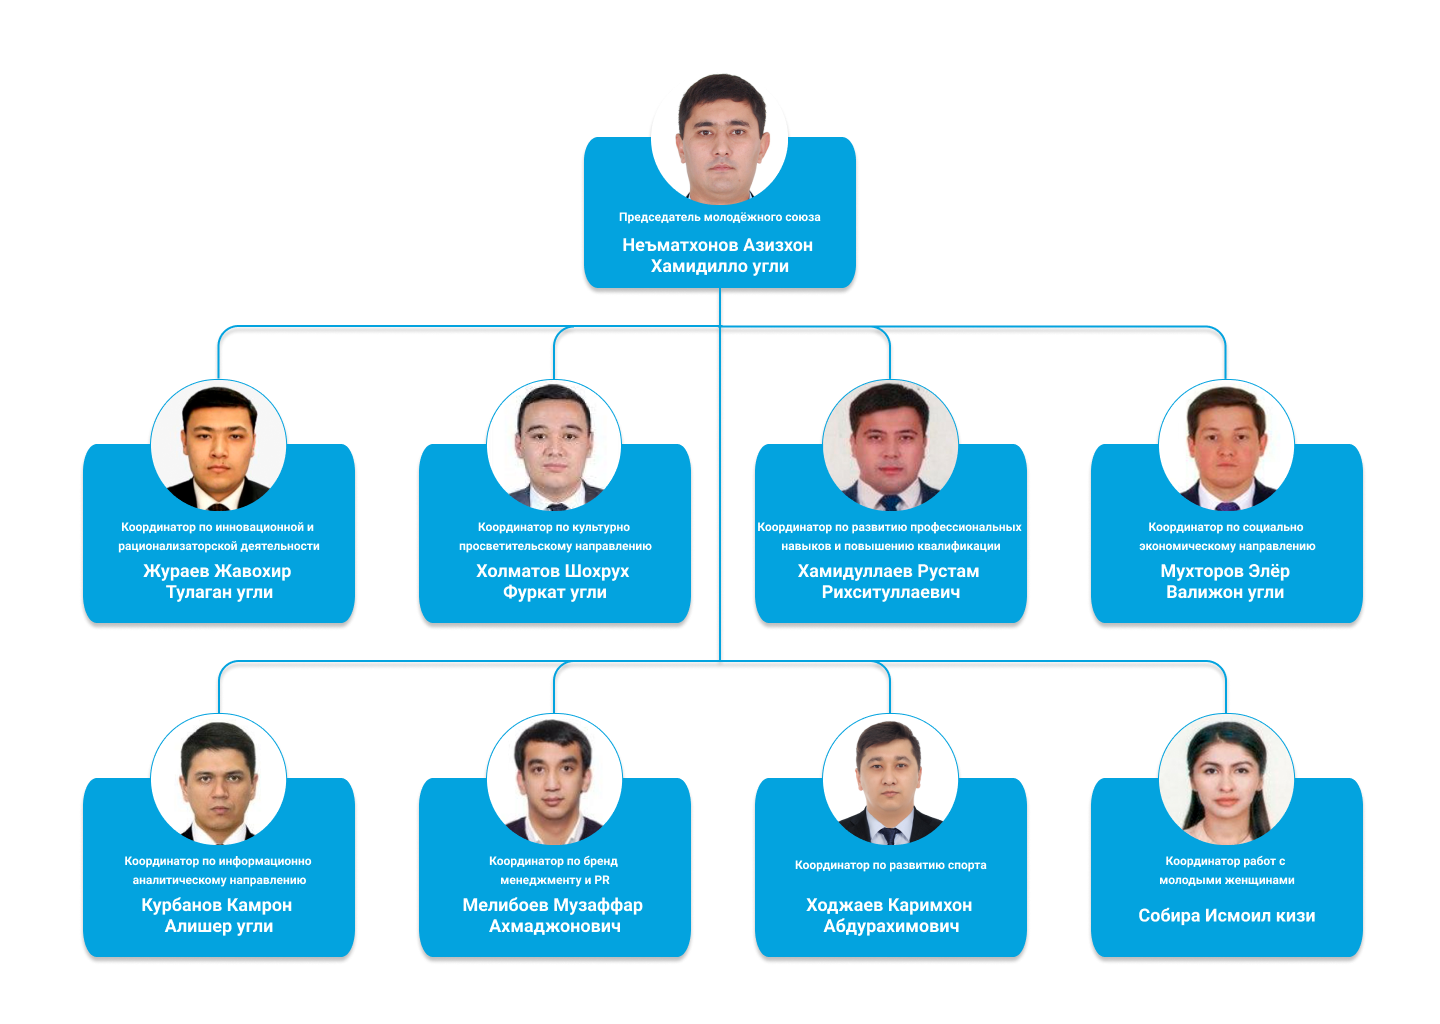 Председатель молодёжного союза
Неъматхонов Азизхон
Хамидилло угли
Координатор по инновационной и
рационализаторской деятельности
Жураев Жавохир
Тулаган угли
Координатор по культурно
просветительскому направлению
Холматов Шохрух
Фуркат угли
Координатор по развитию профессиональных
навыков и повышению квалификации
Хамидуллаев Рустам
Рихситуллаевич
Координатор по социально
экономическому направлению
Мухторов Элёр
Валижон угли
Координатор по информационно
аналитическому направлению
Курбанов Камрон
Алишер угли
Координатор по бренд
менеджменту и PR
Мелибоев Музаффар
Ахмаджонович
Координатор по развитию спорта
Ходжаев Каримхон
Абдурахимович
Координатор работ с
молодыми женщинами
Собира Исмоил кизи